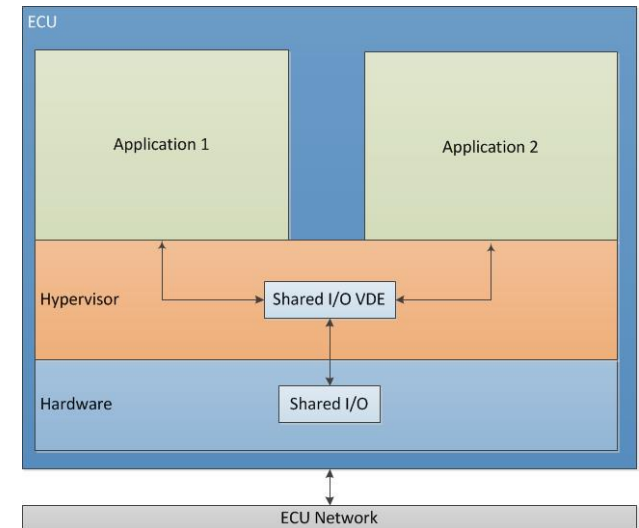 ECU
Application 1
Application 2
Hypervisor
Shared I/O VDE
Hardware
Shared I/O
ECU Network